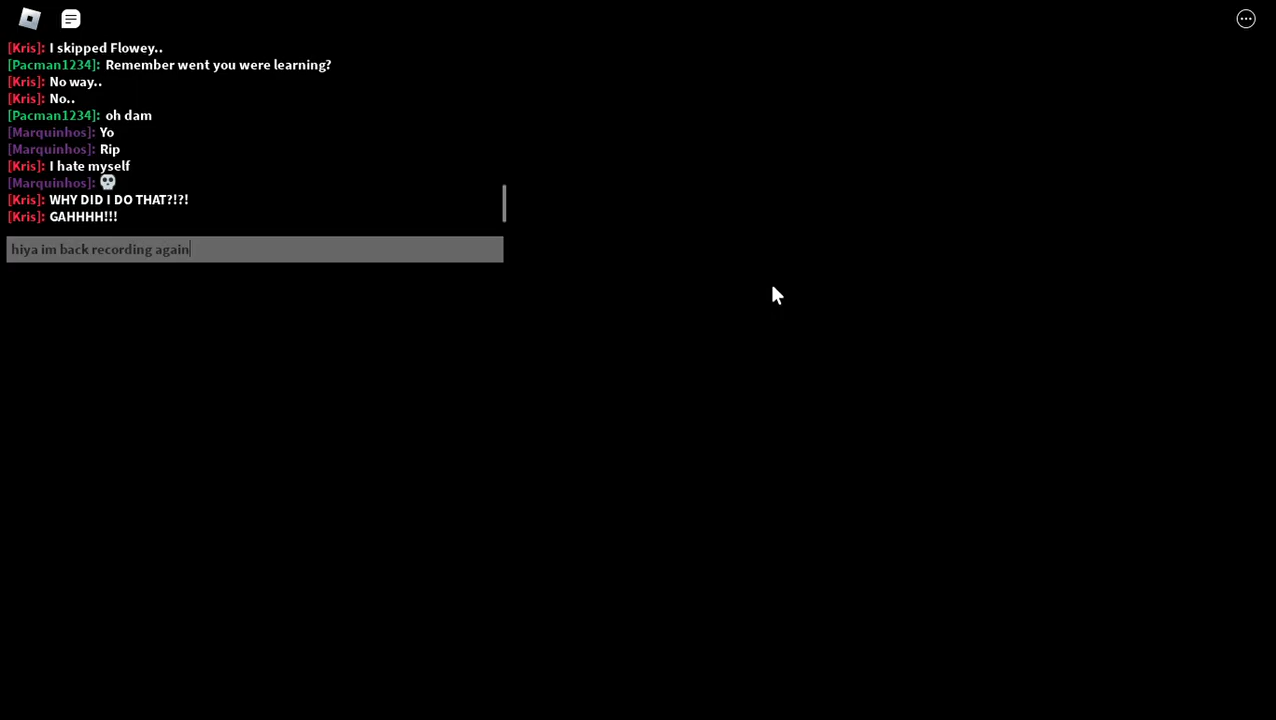 [Kris]: I skipped Flowey..
[Pacman1234]: Remember went you were learning?
[Kris]: No way..
[Kris]: No..
[Pacman1234]: oh dam
[Marquinhos]: Yo
[Marquinhos]: Rip
[Kris]: I hate myself
[Marquinhos]: 💀
[Kris]: WHY DID I DO THAT?!?!
[Kris]: GAHHHH!!!
hiya im back recording again